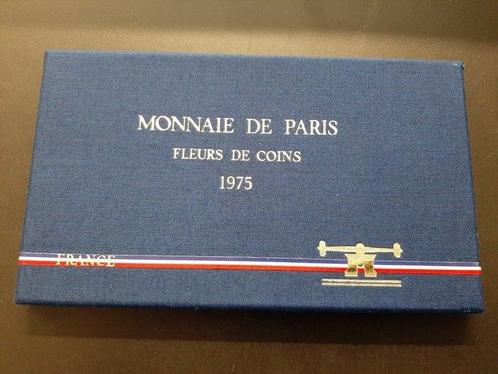 MONNAIE DE PARIS
FLEURS DE COINS
1975
FRANCE